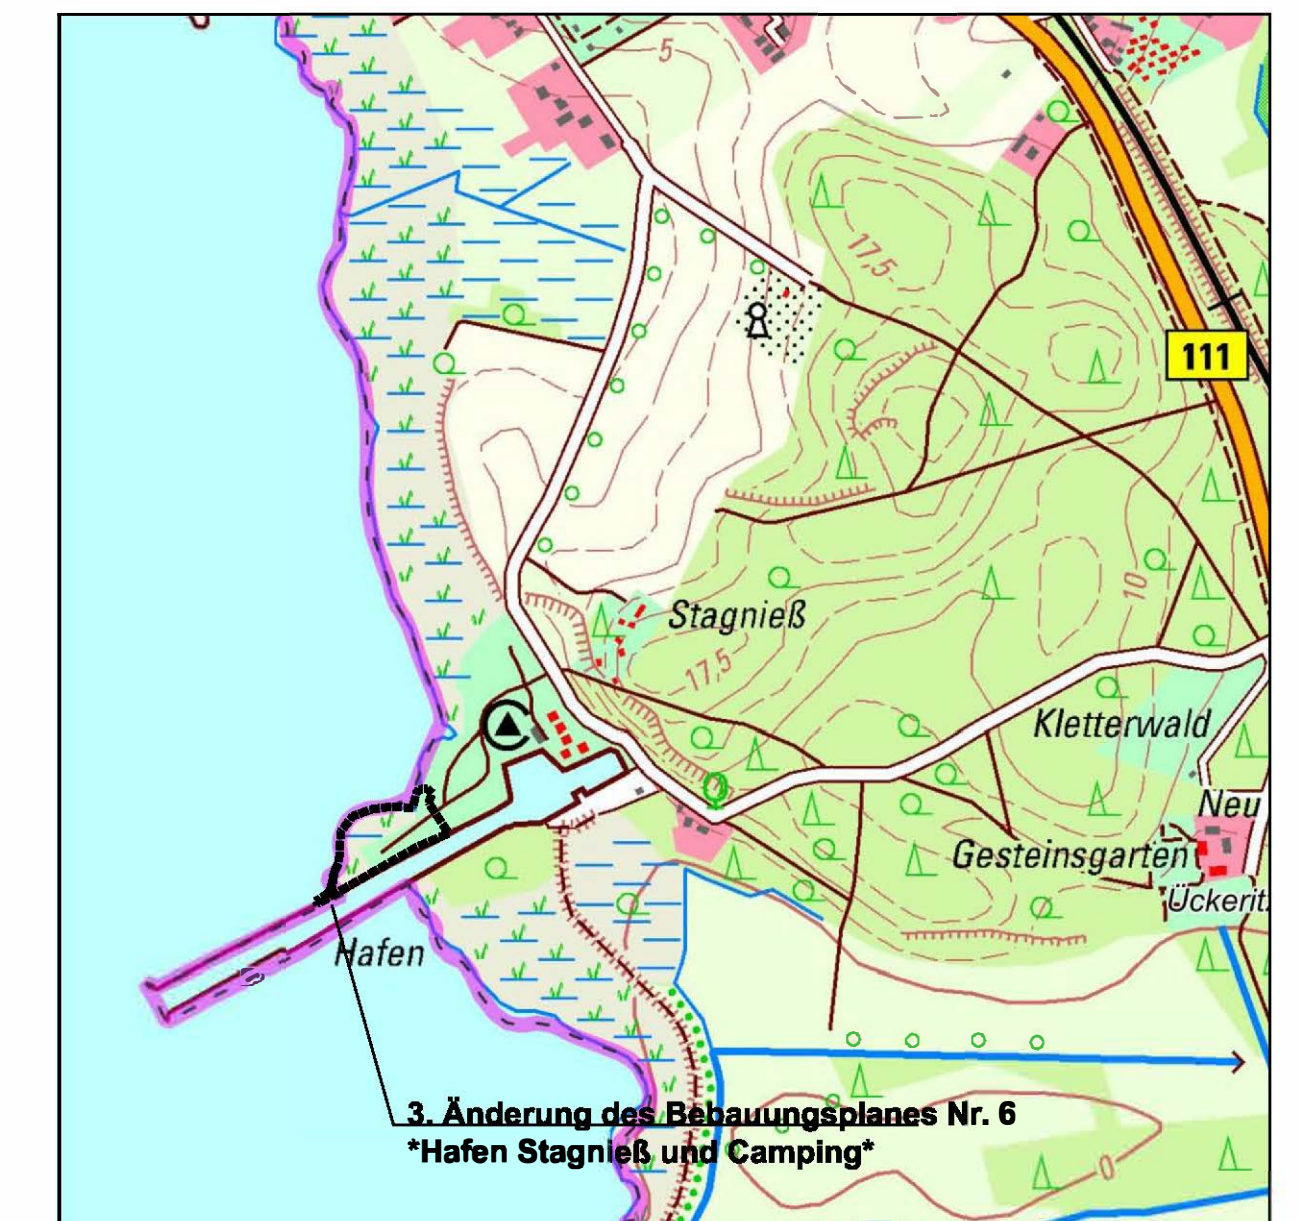 5
17,5
111
Stagnieß
10
17,5
Kletterwald
Neu
Gesteinsgarten
Ückerit
Hafen
3. Änderung des Bebauungsplanes Nr. 6
*Hafen Stagnieß und Camping*
0